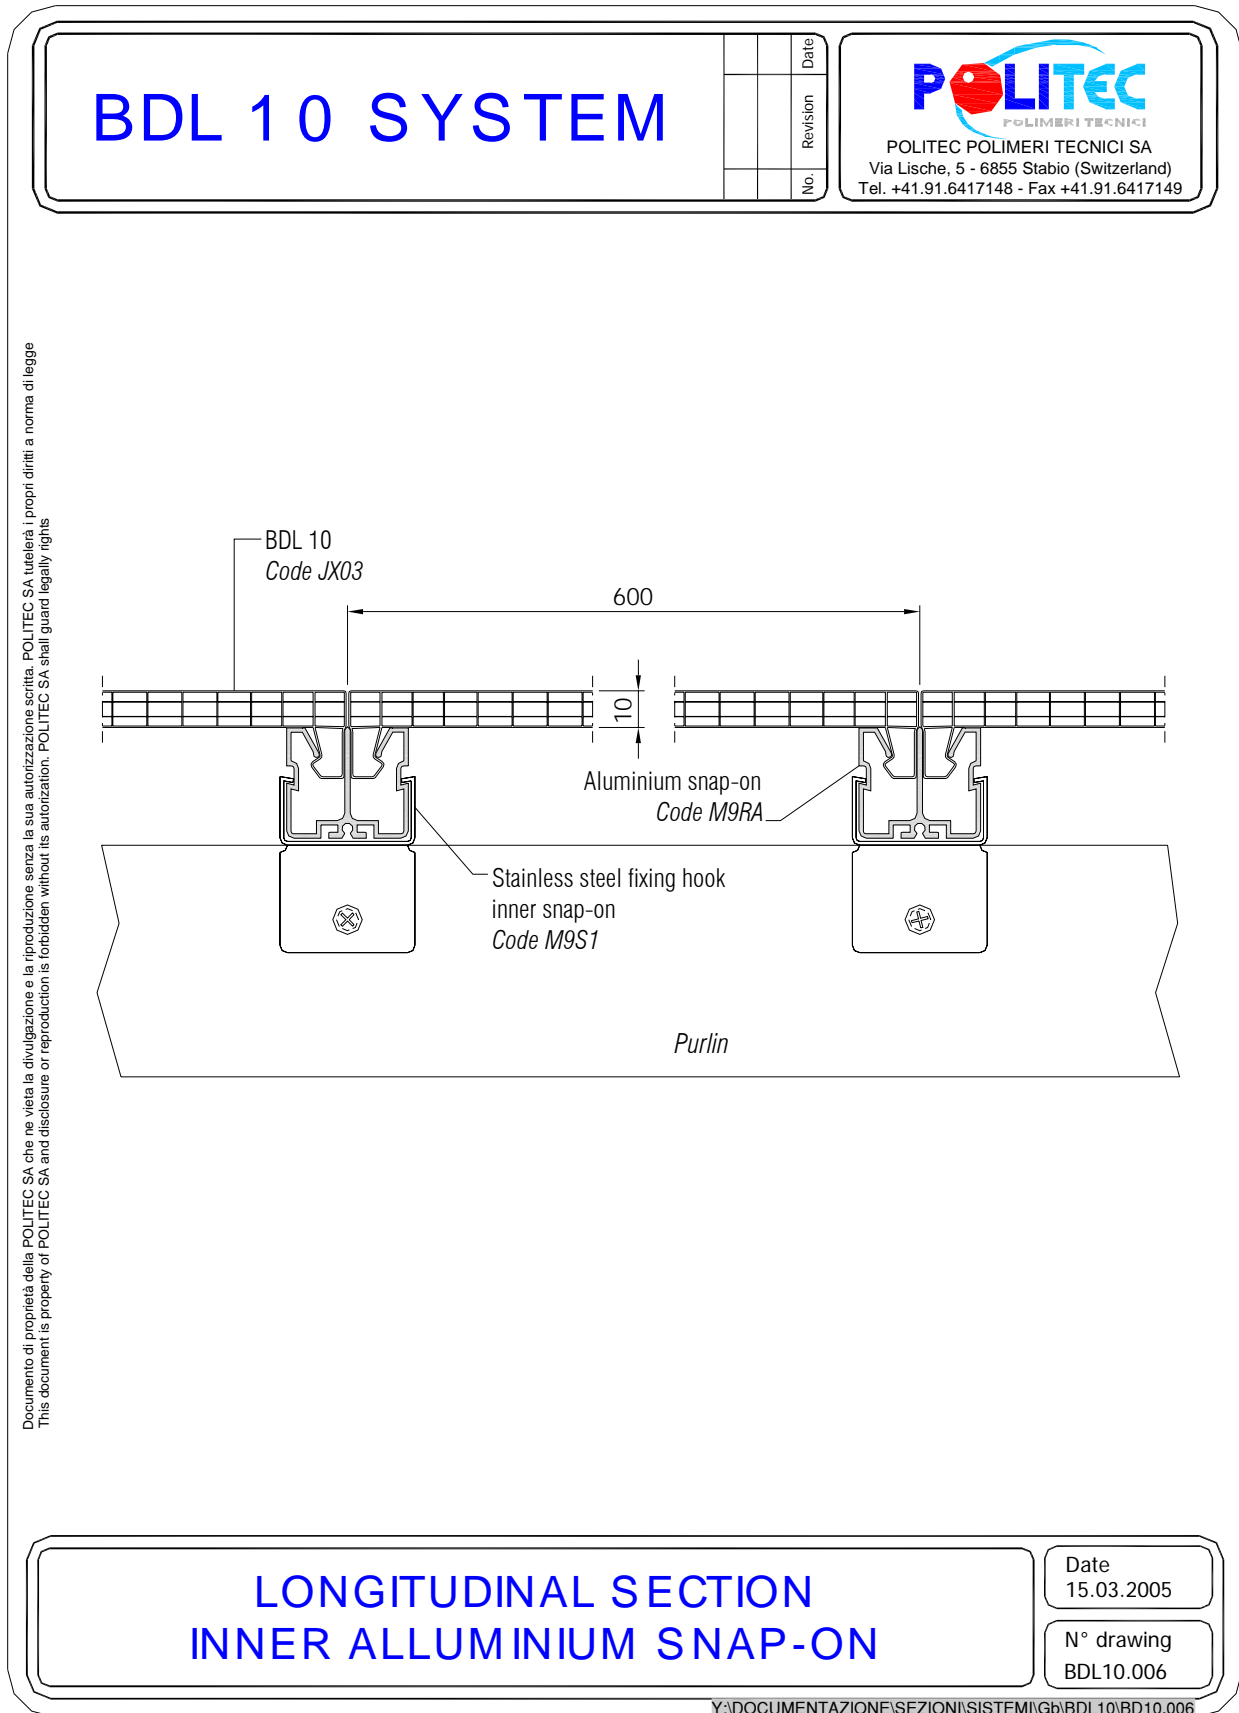 BDL 10 SYSTEM
No. Revision Date
POLITEC
POLIMERI TECNICI
POLITEC POLIMERI TECNICI SA
Via Lische, 5 - 6855 Stabio (Switzerland)
Tel. +41.91.6417148 - Fax +41.91.6417149
Documento di proprietà della POLITEC SA che ne vieta la divulgazione e la riproduzione senza la sua autorizzazione scritta. POLITEC SA tutelerà i propri diritti a norma di legge
This document is property of POLITEC SA and disclosure or reproduction is forbidden without its autorization. POLITEC SA shall guard legally rights
BDL 10
Code JX03
600
10
Aluminium snap-on
Code M9RA
Stainless steel fixing hook
inner snap-on
Code M9S1
Purlin
LONGITUDINAL SECTION
INNER ALLUMINIUM SNAP-ON
Date
15.03.2005
N° drawing
BDL10.006
Y:\DOCUMENTAZIONE\SEZIONI\SISTEMI\Gb\BDL10\BD10.006